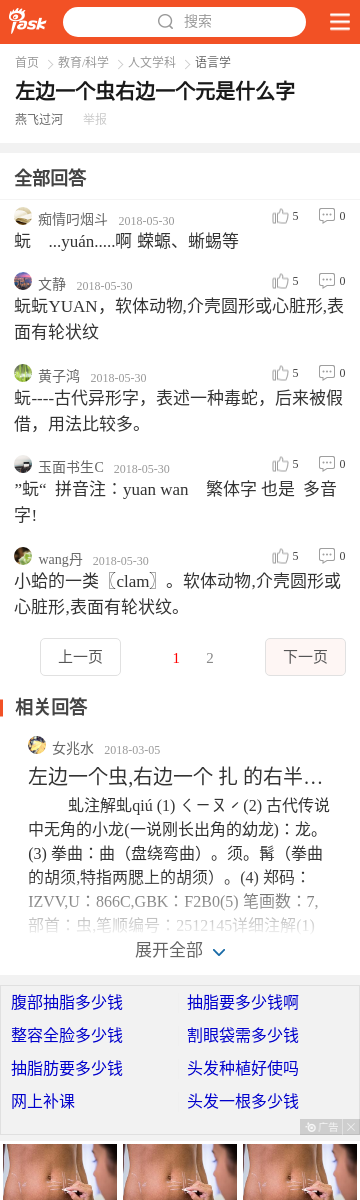 iask
搜索
首页 教育/科学 人文学科 语言学
左边一个虫右边一个元是什么字
燕飞过河 举报
全部回答
痴情叼烟斗 2018-05-30 5 0
蚖 ...yuán.....啊 蝾螈、蜥蜴等
文静 2018-05-30 5 0
蚖蚖YUAN，软体动物,介壳圆形或心脏形,表
面有轮状纹
黄子鸿 2018-05-30 5 0
蚖----古代异形字，表述一种毒蛇，后来被假
借，用法比较多。
玉面书生C 2018-05-30 5 0
”蚖“ 拼音注：yuan wan 繁体字 也是 多音
字!
wang丹 2018-05-30 5 0
小蛤的一类〖clam〗。软体动物,介壳圆形或
心脏形,表面有轮状纹。
上一页 1 2 下一页
相关回答
女兆水 2018-03-05
左边一个虫,右边一个 扎 的右半…
虬注解虬qiú (1) ㄑㄧㄡˊ (2) 古代传说
中无角的小龙(一说刚长出角的幼龙)：龙。
(3) 拳曲：曲（盘绕弯曲）。须。髯（拳曲
的胡须,特指两腮上的胡须）。(4) 郑码：
IZVV,U：866C,GBK：F2B0(5) 笔画数：7,
部首：虫,笔顺编号：2512145详细注解(1)
展开全部
腹部抽脂多少钱 抽脂要多少钱啊
整容全脸多少钱 割眼袋需多少钱
抽脂肪要多少钱 头发种植好使吗
网上补课 头发一根多少钱
广告